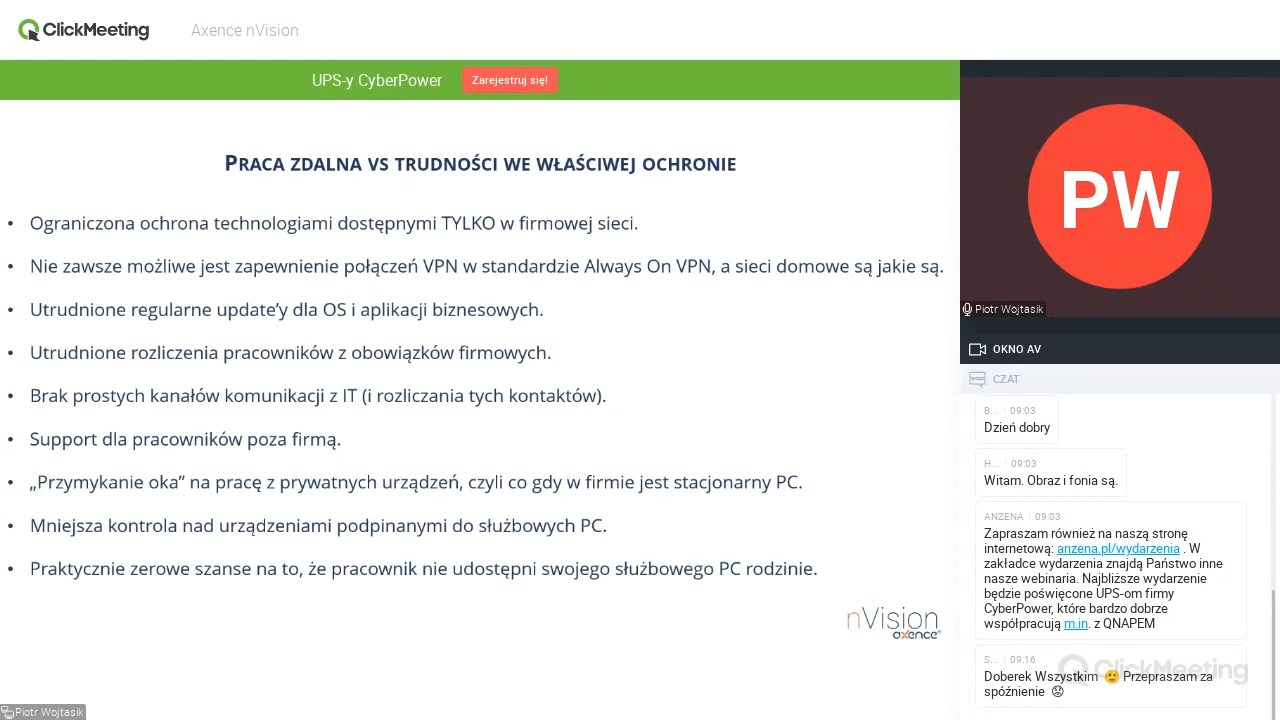 ClickMeeting
Axence nVision
UPS-y CyberPower
Zarejestruj się!
PRACA ZDALNA VS TRUDNOŚCI WE WŁAŚCIWEJ OCHRONIE
• Ograniczona ochrona technologiami dostępnymi TYLKO w firmowej sieci.
• Nie zawsze możliwe jest zapewnienie połączeń VPN w standardzie Always On VPN, a sieci domowe są jakie są.
• Utrudnione regularne update’y dla OS i aplikacji biznesowych.
• Utrudnione rozliczenia pracowników z obowiązków firmowych.
• Brak prostych kanałów komunikacji z IT (i rozliczania tych kontaktów).
• Support dla pracowników poza firmą.
• „Przymykanie oka” na pracę z prywatnych urządzeń, czyli co gdy w firmie jest stacjonarny PC.
• Mniejsza kontrola nad urządzeniami podpinanymi do służbowych PC.
• Praktycznie zerowe szanse na to, że pracownik nie udostępni swojego służbowego PC rodzinie.
nVision
axence®
Piotr Wojtasik
PW
Piotr Wojtasik
OKNO AV
CZAT
B... 09:03
Dzień dobry
H... 09:03
Witam. Obraz i fonia są.
ANZENA 09:03
Zapraszam również na naszą stronę
internetową: anzena.pl/wydarzenia . W
zakładce wydarzenia znajdą Państwo inne
nasze webinaria. Najbliższe wydarzenie
będzie poświęcone UPS-om firmy
CyberPower, które bardzo dobrze
współpracują m.in. z QNAPEM
S... 09:16
Doberek Wszystkim 🙂 Przepraszam za
spóźnienie 😟
ClickMeeting